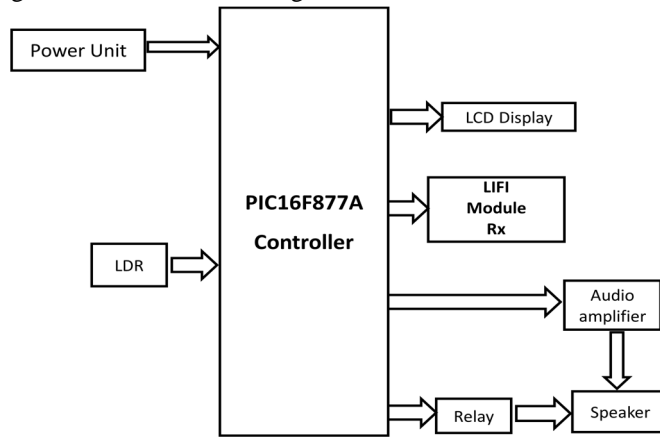 Power Unit
LCD Display
PIC16F877A
Controller
LIFI
Module
Rx
LDR
Audio
amplifier
Relay
Speaker